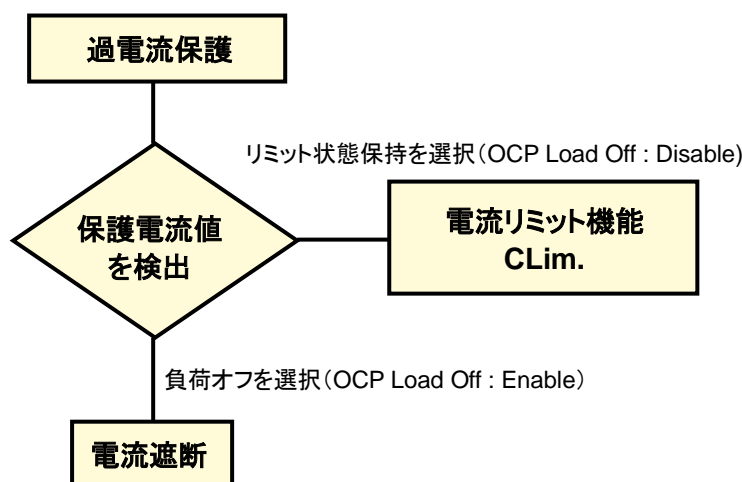 過電流保護
リミット状態保持を選択（OCP Load Off : Disable)
保護電流値
を検出
電流リミット機能
CLim.
負荷オフを選択（OCP Load Off : Enable）
電流遮断